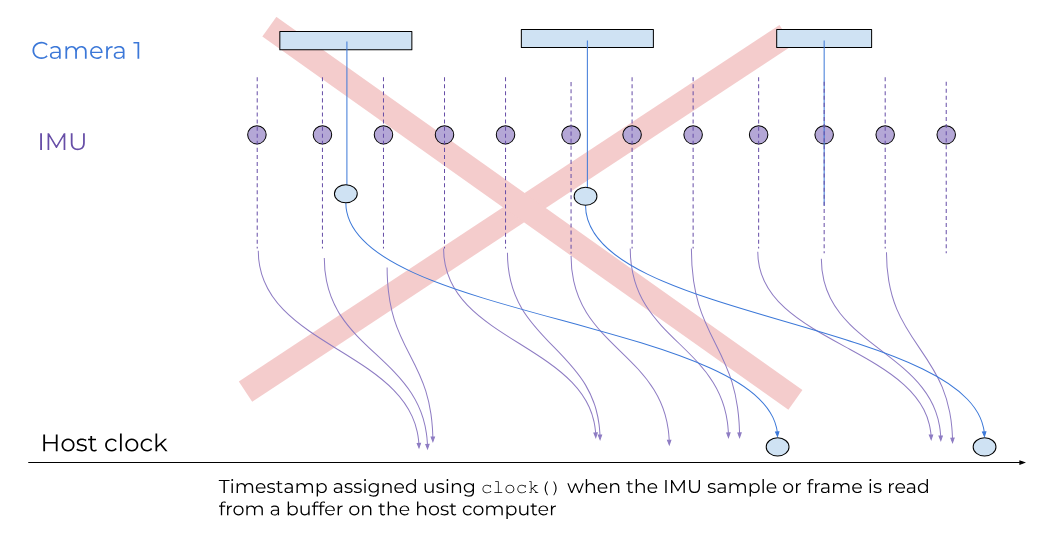 Camera 1
IMU
Host clock
Timestamp assigned using clock() when the IMU sample or frame is read
from a buffer on the host computer